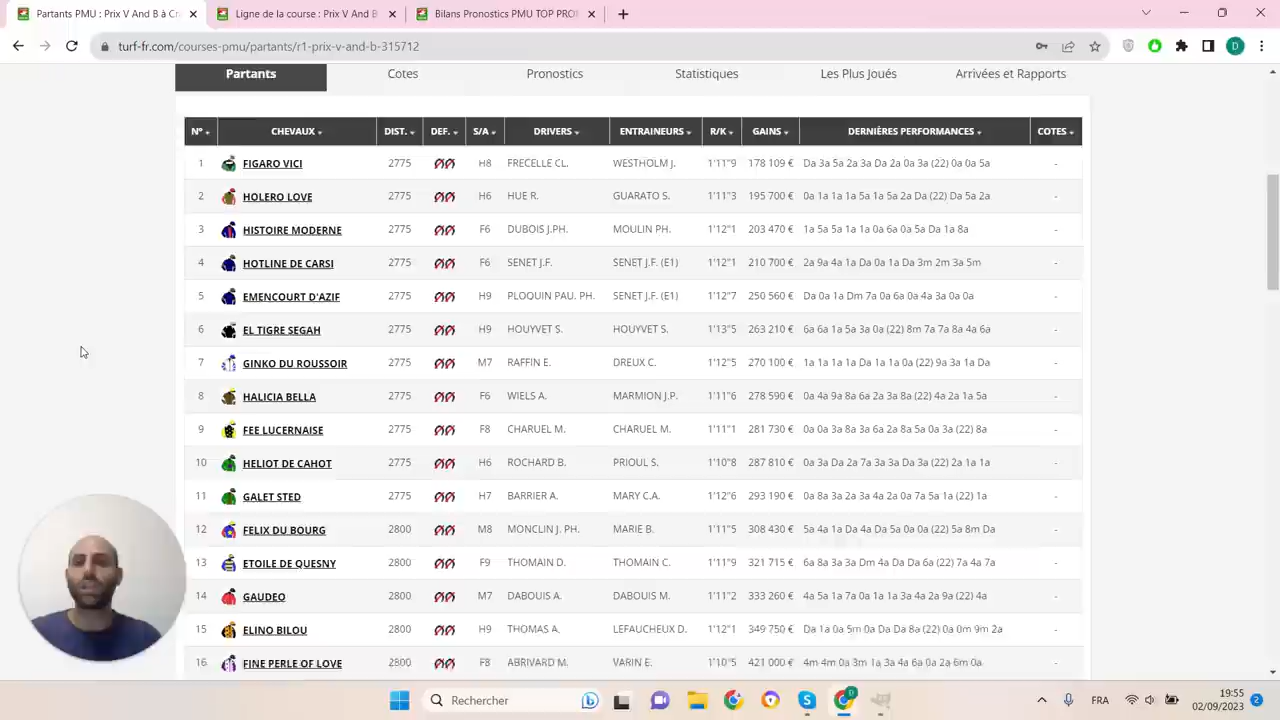 Partants PMU : Prix V And B à Cr
Ligne de la course : Prix V And B
Bilans Pronostics PMU TOP PRO
turf-fr.com/courses-pmu/partants/r1-prix-v-and-b-315712
D
Partants Cotes Pronostics Statistiques Les Plus Joués Arrivées et Rapports
N° CHEVAUX DIST. DEF. S/A DRIVERS ENTRAINEURS R/K GAINS DERNIÈRES PERFORMANCES COTES
1 FIGARO VICI 2775 H8 FRECELLE CL. WESTHOLM J. 1'11"9 178 109 € Da 3a 5a 2a 3a Da 2a 0a 3a (22) 0a 0a 5a -
2 HOLERO LOVE 2775 H6 HUE R. GUARATO S. 1'11"3 195 700 € 0a 1a 1a 1a 5a 1a 5a 2a Da (22) Da 5a 2a -
3 HISTOIRE MODERNE 2775 F6 DUBOIS J.PH. MOULIN PH. 1'12"1 203 470 € 1a 5a 5a 1a 1a 0a 6a 0a 5a Da 1a 8a -
4 HOTLINE DE CARSI 2775 F6 SENET J.F. SENET J.F. (E1) 1'12"1 210 700 € 2a 9a 4a 1a Da 0a 1a Da 3m 2m 3a 5m -
5 EMENCOURT D'AZIF 2775 H9 PLOQUIN PAU. PH. SENET J.F. (E1) 1'12"7 250 560 € Da 0a 1a Dm 7a 0a 6a 0a 4a 3a 0a 0a -
6 EL TIGRE SEGAH 2775 H9 HOUYVET S. HOUYVET S. 1'13"5 263 210 € 6a 6a 1a 5a 3a 0a (22) 8m 7a 7a 8a 4a 6a -
7 GINKO DU ROUSSOIR 2775 M7 RAFFIN E. DREUX C. 1'12"5 270 100 € 1a 1a 1a 1a Da 1a 1a 0a (22) 9a 3a 1a Da -
8 HALICIA BELLA 2775 F6 WIELS A. MARMION J.P. 1'11"6 278 590 € 0a 4a 9a 8a 6a 2a 3a 8a (22) 4a 2a 1a 5a -
9 FEE LUCERNAISE 2775 F8 CHARUEL M. CHARUEL M. 1'11"1 281 730 € 0a 0a 3a 8a 3a 6a 2a 8a 5a 0a 3a (22) 8a -
10 HELIOT DE CAHOT 2775 H6 ROCHARD B. PRIOUL S. 1'10"8 287 810 € 0a 3a Da 2a 7a 3a 3a Da 3a (22) 2a 1a 1a -
11 GALET STED 2775 H7 BARRIER A. MARY C.A. 1'12"6 293 190 € 0a 8a 3a 2a 3a 4a 2a 0a 7a 5a 1a (22) 1a -
12 FELIX DU BOURG 2800 M8 MONCLIN J. PH. MARIE B. 1'11"5 308 430 € 5a 4a 1a Da 4a Da 5a 0a 0a (22) 5a 8m Da -
13 ETOILE DE QUESNY 2800 F9 THOMAIN D. THOMAIN C. 1'11"9 321 715 € 6a 8a 3a 3a Dm 4a Da Da 6a (22) 7a 4a 7a -
14 GAUDEO 2800 M7 DABOUIS A. DABOUIS M. 1'11"2 333 260 € 4a 5a 1a 7a 0a 1a 1a 3a 4a 2a 9a (22) 4a -
15 ELINO BILOU 2800 H9 THOMAS A. LEFAUCHEUX D. 1'12"1 349 750 € Da 1a 0a 5m 0a Da Da 8a (22) 0a 0m 9m 2a -
16 FINE PERLE OF LOVE 2800 F8 ABRIVARD M. VARIN E. 1'10"5 421 000 € 4m 4m 0a 3m 1a 3a 4a 6a 0a 2a 6m 0a -
Rechercher
FRA
19:55
02/09/2023
2